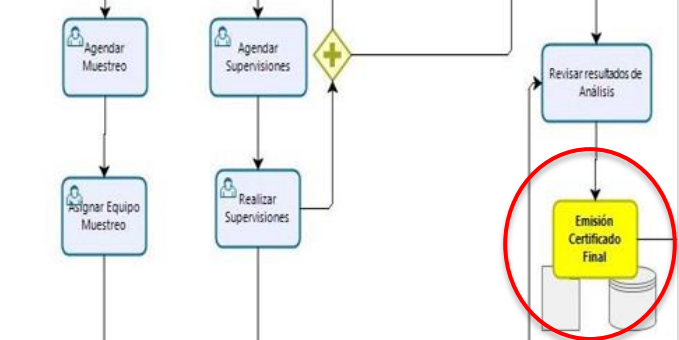 Agendar
Muestreo
Agendar
Supervisiones
Revisar resultados de
Análisis
Asignar Equipo
Muestreo
Realizar
Supervisiones
Emisión
Certificado
Final